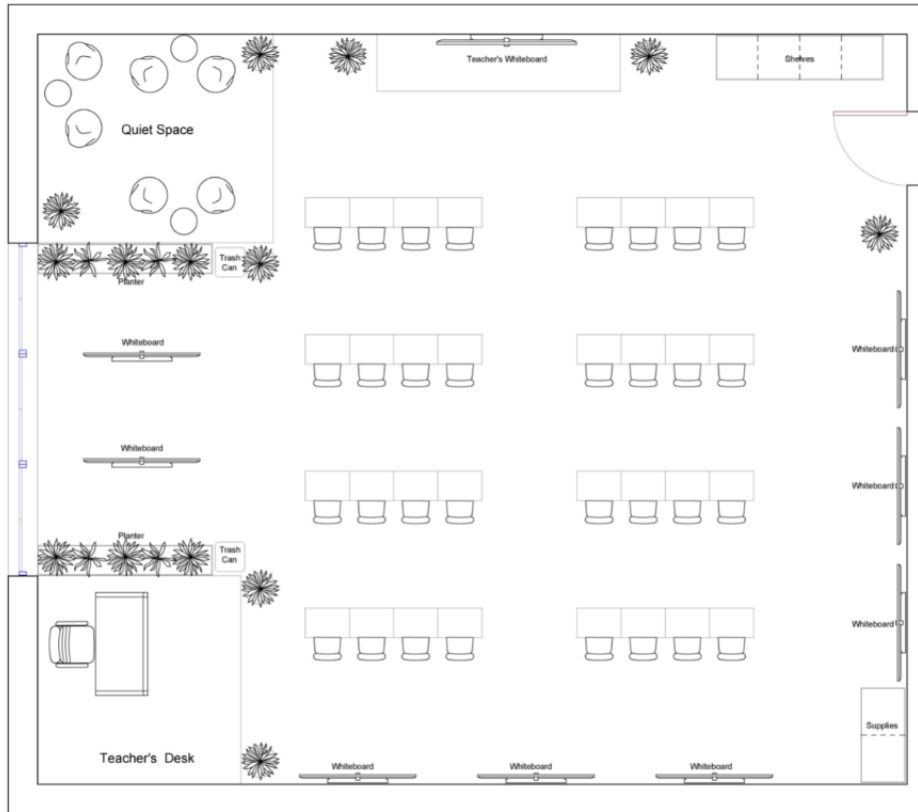 Teacher's Whiteboard
Shelves
Quiet Space
Trash
Can
Planter
Whiteboard
Whiteboard
Whiteboard
Whiteboard
Planter
Trash
Can
Whiteboard
Supplies
Teacher's Desk
Whiteboard
Whiteboard
Whiteboard